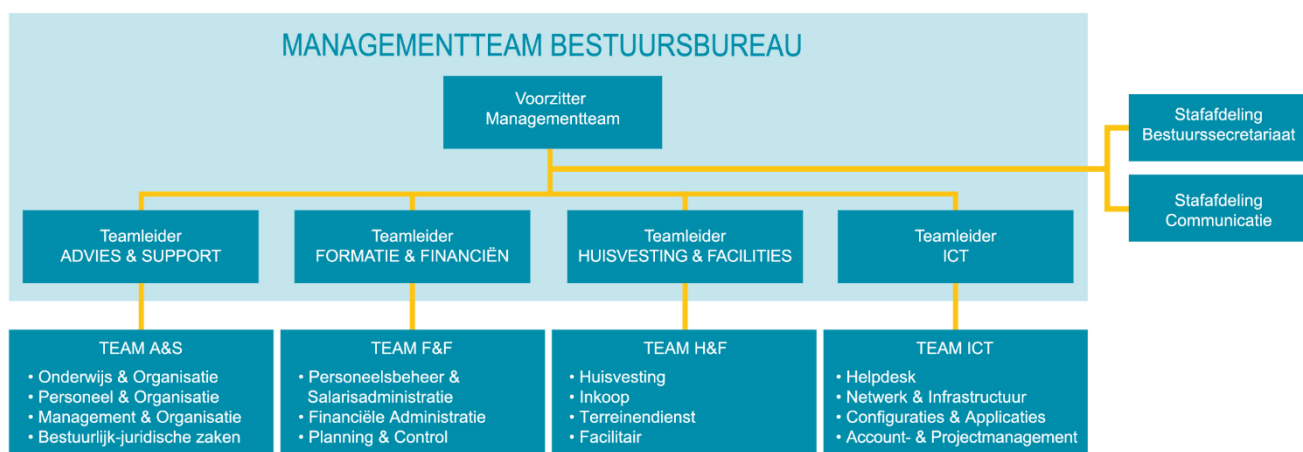 MANAGEMENTTEAM BESTUURSBUREAU
Voorzitter
Managementteam
Stafafdeling
Bestuurssecretariaat
Stafafdeling
Communicatie
Teamleider
ADVIES & SUPPORT
Teamleider
FORMATIE & FINANCIËN
Teamleider
HUISVESTING & FACILITIES
Teamleider
ICT
TEAM A&S
• Onderwijs & Organisatie
• Personeel & Organisatie
• Management & Organisatie
• Bestuurlijk-juridische zaken
TEAM F&F
• Personeelsbeheer &
Salarisadministratie
• Financiële Administratie
• Planning & Control
TEAM H&F
• Huisvesting
• Inkoop
• Terreinendienst
• Facilitair
TEAM ICT
• Helpdesk
• Netwerk & Infrastructuur
• Configuraties & Applicaties
• Account- & Projectmanagement